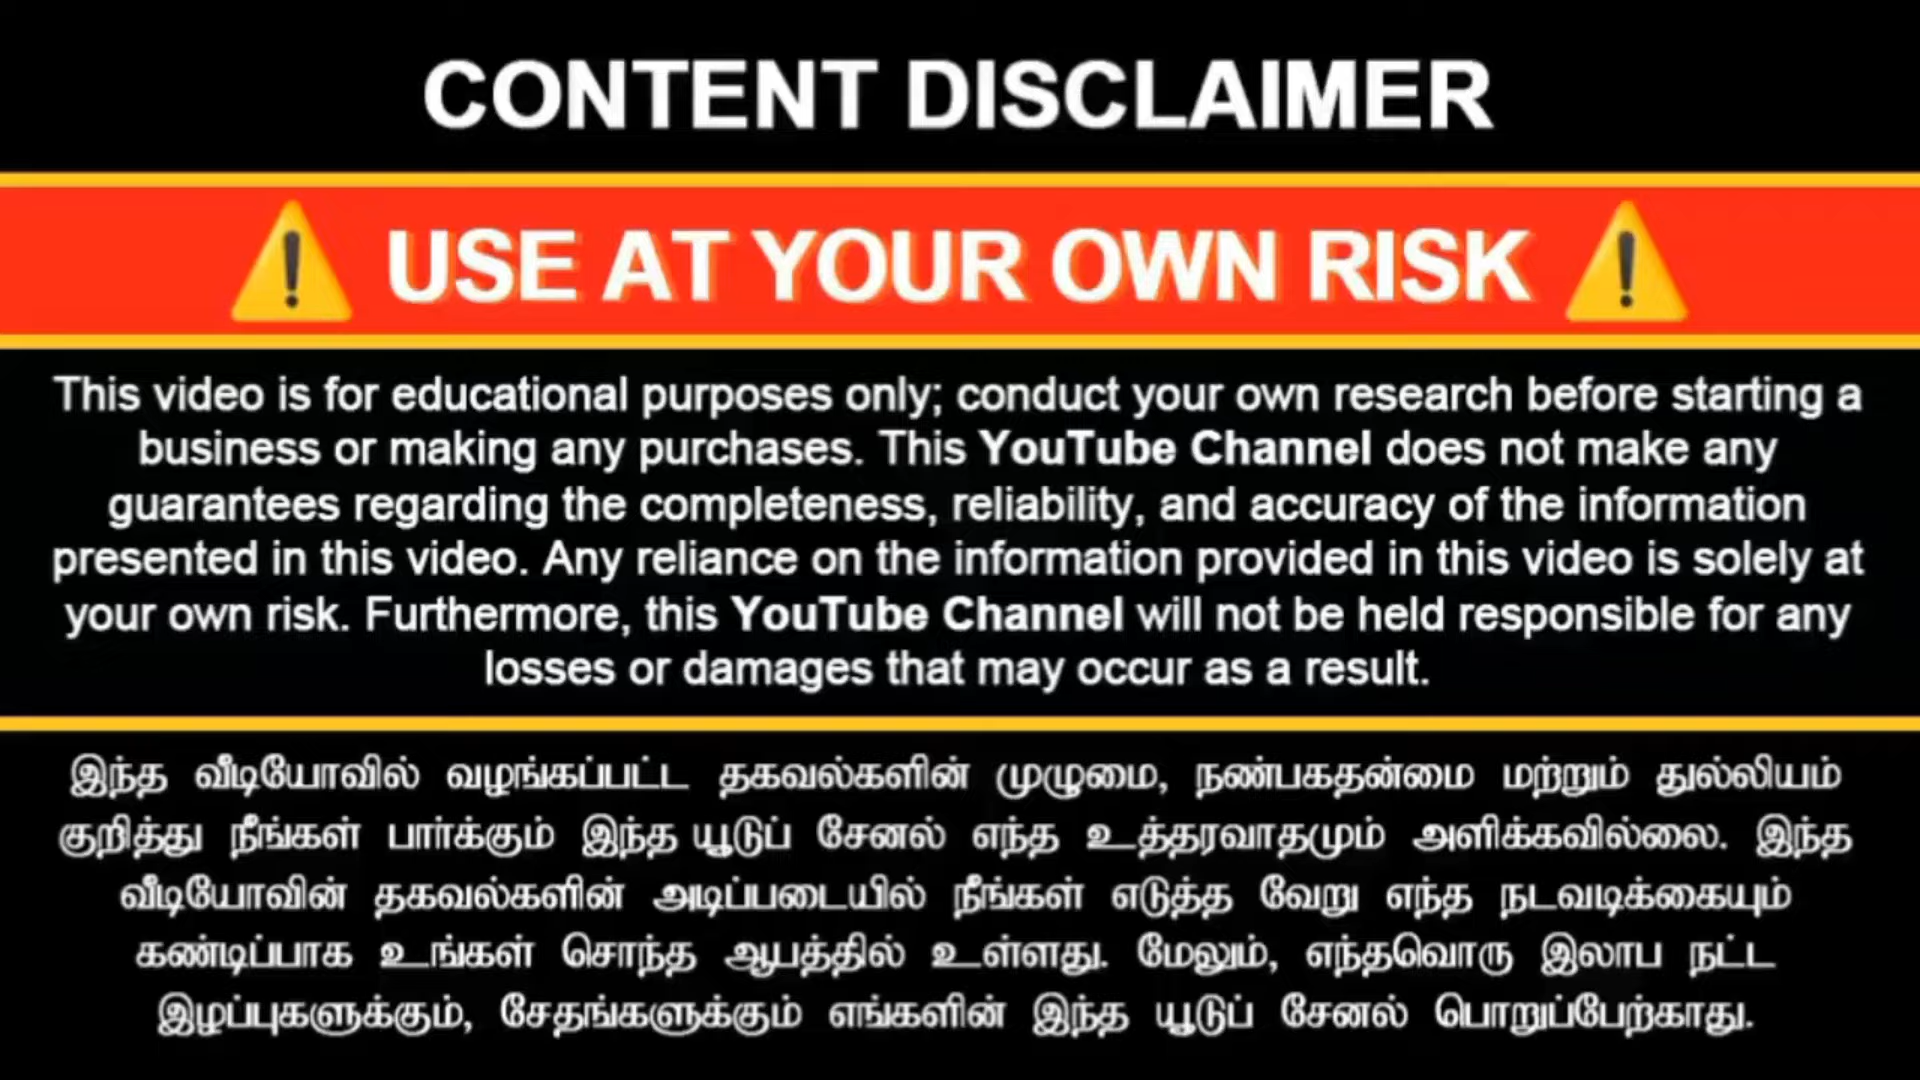 CONTENT DISCLAIMER
⚠️ USE AT YOUR OWN RISK ⚠️
This video is for educational purposes only; conduct your own research before starting a
business or making any purchases. This YouTube Channel does not make any
guarantees regarding the completeness, reliability, and accuracy of the information
presented in this video. Any reliance on the information provided in this video is solely at
your own risk. Furthermore, this YouTube Channel will not be held responsible for any
losses or damages that may occur as a result.
இந்த வீடியோவில் வழங்கப்பட்ட தகவல்களின் முழுமை, நண்பகதன்மை மற்றும் துல்லியம்
குறித்து நீங்கள் பார்க்கும் இந்த யூடுப் சேனல் எந்த உத்தரவாதமும் அளிக்கவில்லை. இந்த
வீடியோவின் தகவல்களின் அடிப்படையில் நீங்கள் எடுத்த வேறு எந்த நடவடிக்கையும்
கண்டிப்பாக உங்கள் சொந்த ஆபத்தில் உள்ளது. மேலும், எந்தவொரு இலாப நட்ட
இழப்புகளுக்கும், சேதங்களுக்கும் எங்களின் இந்த யூடுப் சேனல் பொறுப்பேற்காது.